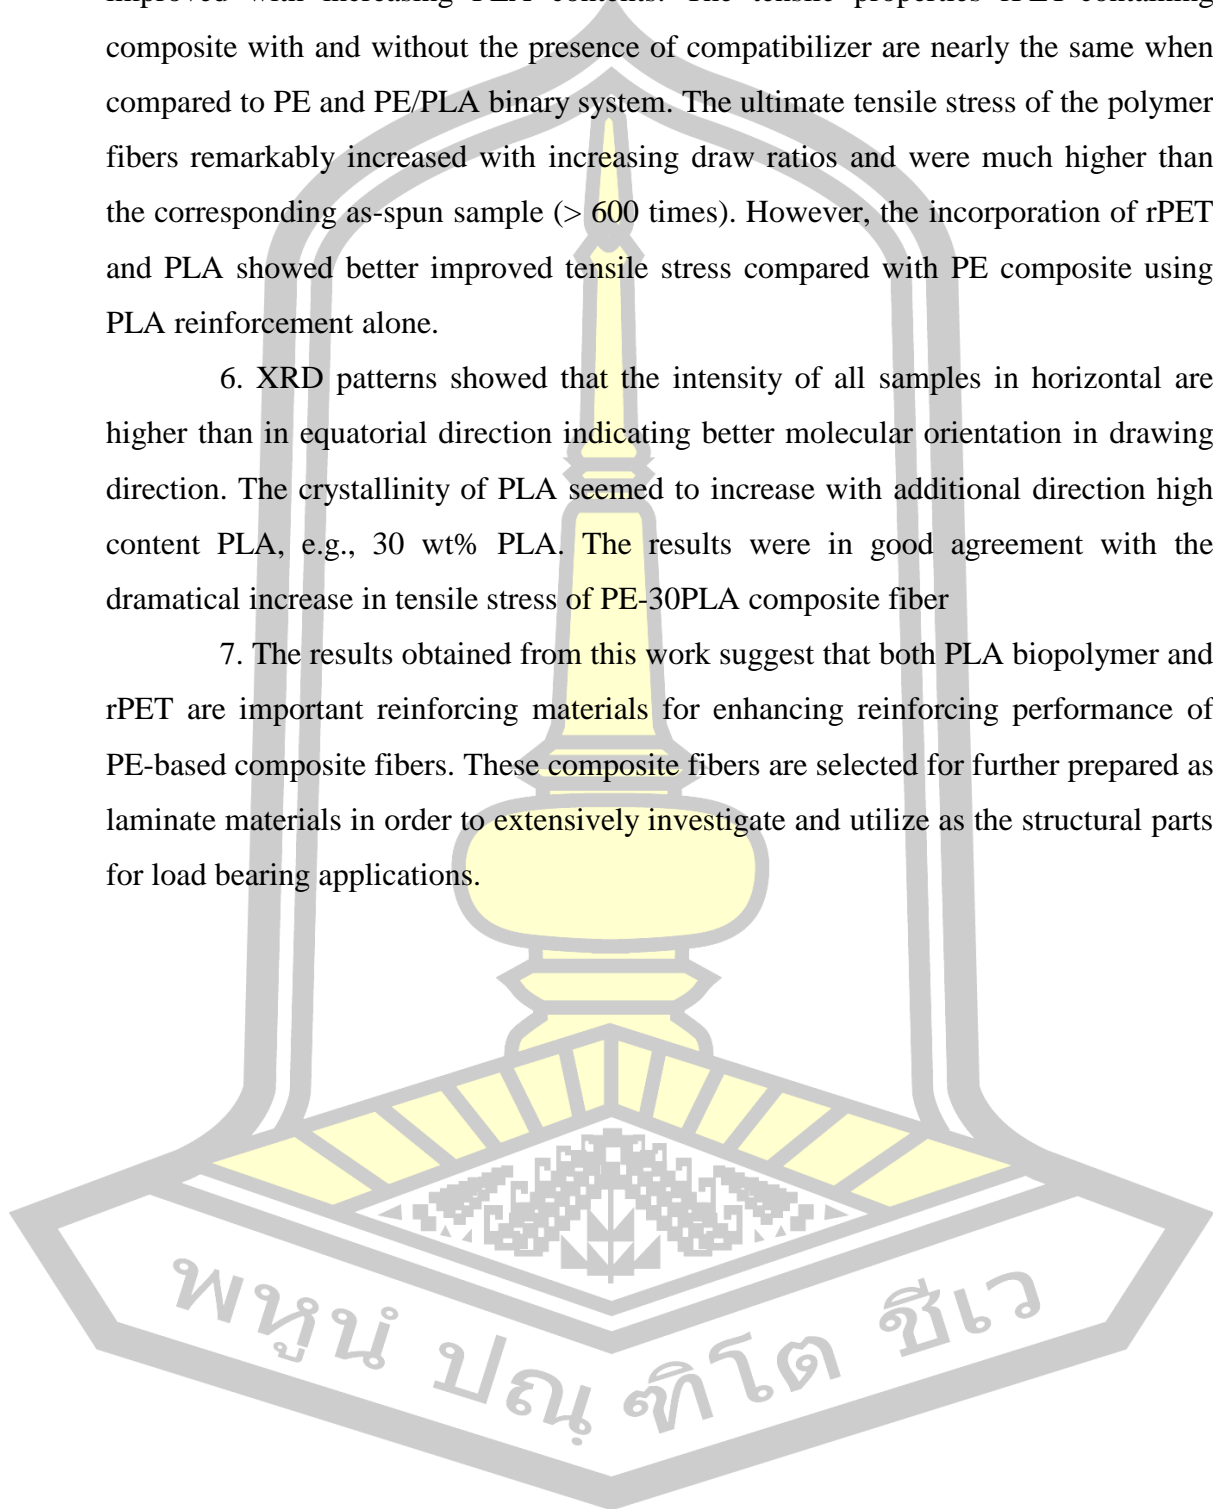 improved with increasing PLA contents. The tensile properties rPET-containing
composite with and without the presence of compatibilizer are nearly the same when
compared to PE and PE/PLA binary system. The ultimate tensile stress of the polymer
fibers remarkably increased with increasing draw ratios and were much higher than
the corresponding as-spun sample (> 600 times). However, the incorporation of rPET
and PLA showed better improved tensile stress compared with PE composite using
PLA reinforcement alone.
6. XRD patterns showed that the intensity of all samples in horizontal are
higher than in equatorial direction indicating better molecular orientation in drawing
direction. The crystallinity of PLA seemed to increase with additional direction high
content PLA, e.g., 30 wt% PLA. The results were in good agreement with the
dramatical increase in tensile stress of PE-30PLA composite fiber
7. The results obtained from this work suggest that both PLA biopolymer and
rPET are important reinforcing materials for enhancing reinforcing performance of
PE-based composite fibers. These composite fibers are selected for further prepared as
laminate materials in order to extensively investigate and utilize as the structural parts
for load bearing applications.
พหูนํ ปณฺฑิโต ชีเว